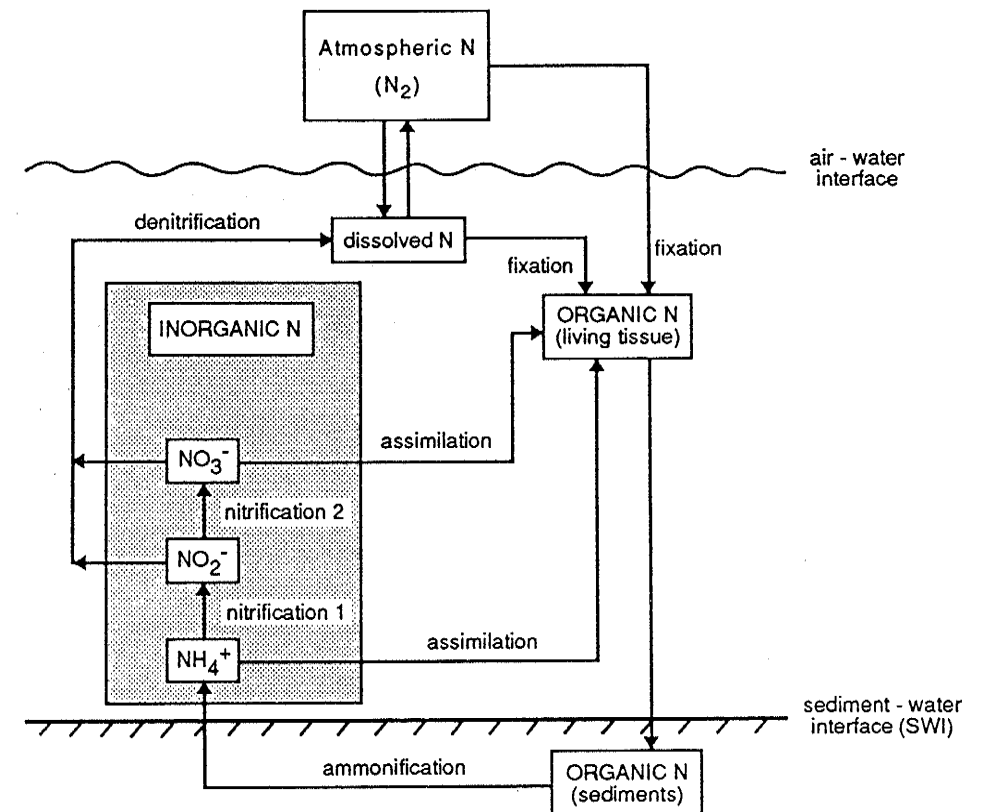 Atmospheric N
(N₂)
air - water
interface
denitrification
dissolved N
fixation
fixation
INORGANIC N
ORGANIC N
(living tissue)
assimilation
NO₃⁻
nitrification 2
NO₂⁻
nitrification 1
assimilation
NH₄⁺
sediment - water
interface (SWI)
ammonification
ORGANIC N
(sediments)